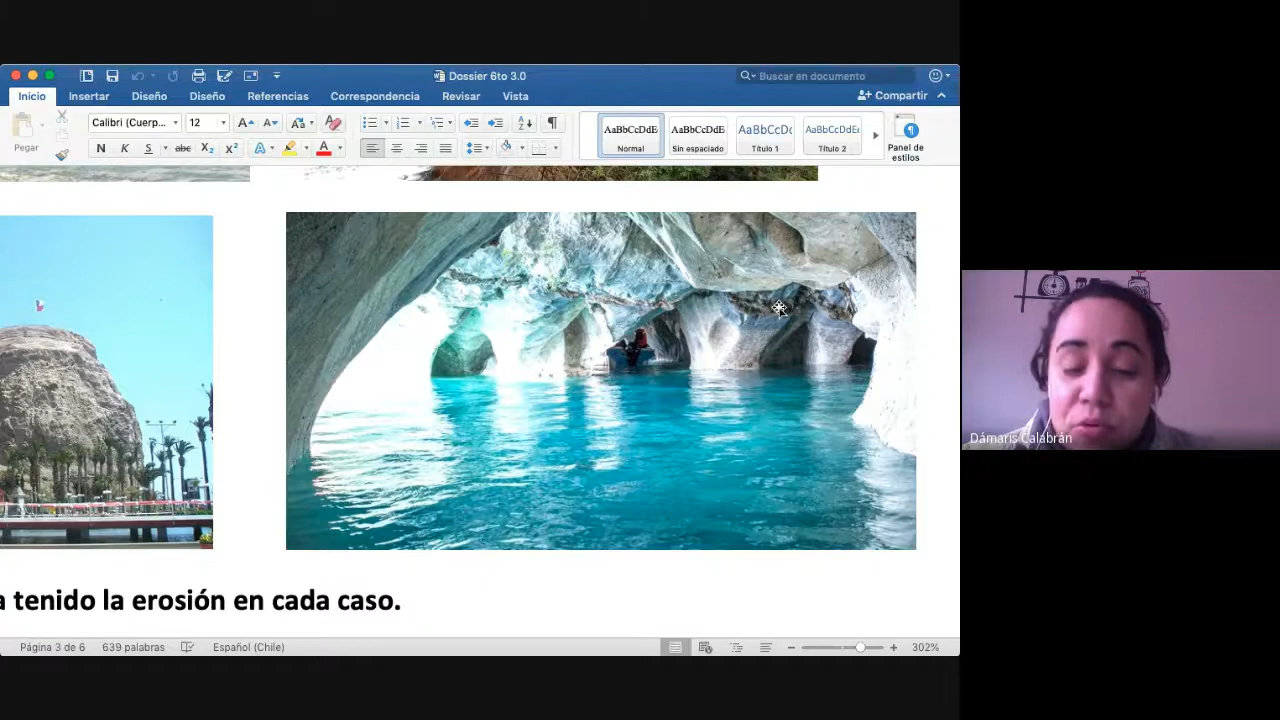 Dossier 6to 3.0
Buscar en documento
Inicio Insertar Diseño Diseño Referencias Correspondencia Revisar Vista
Compartir
Pegar
Calibri (Cuerp... 12
AaBbCcDdE AaBbCcDdE AaBbCcDc AaBbCcDdE
Normal Sin espaciado Título 1 Título 2
Panel de estilos
N K S abc X₂ X² A A
Dámaris Calabrán
a tenido la erosión en cada caso.
Página 3 de 6 639 palabras Español (Chile) 302%